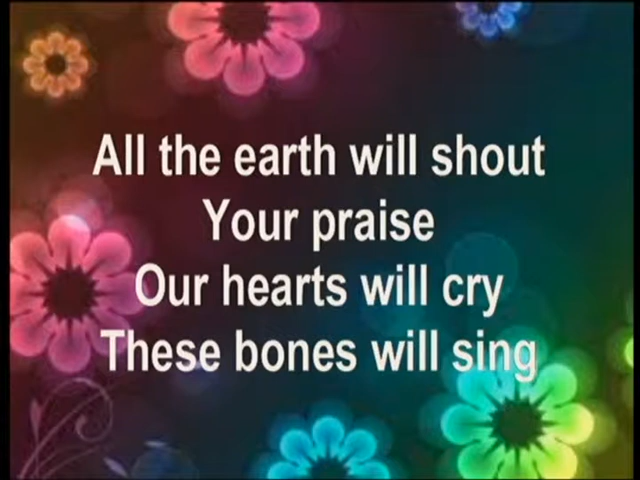 All the earth will shout
Your praise
Our hearts will cry
These bones will sing